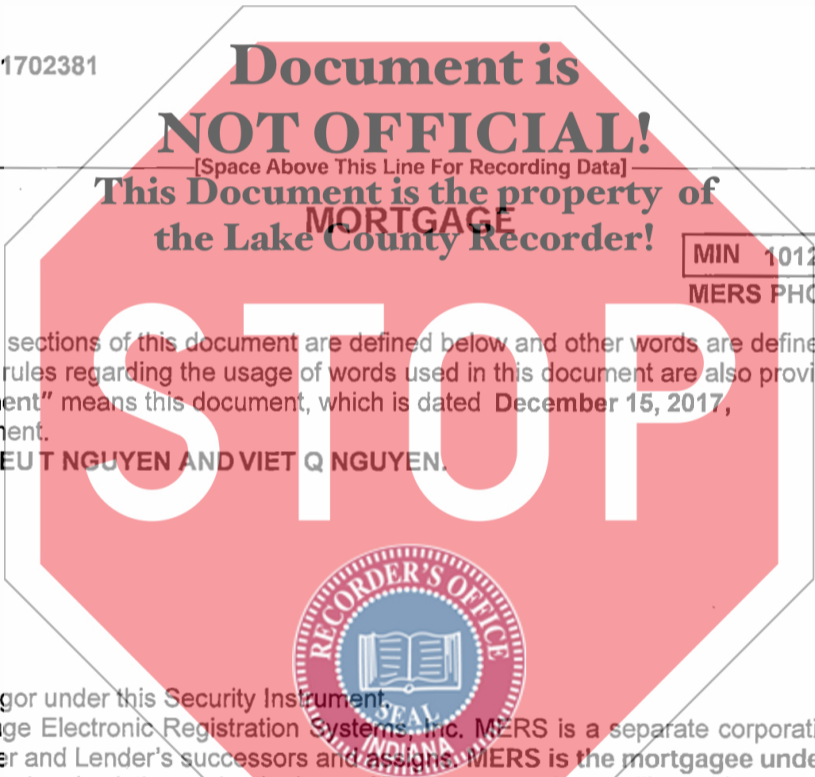 1702381
Document is
NOT OFFICIAL!
[Space Above This Line For Recording Data]
This Document is the property of
MORTGAGE
the Lake County Recorder!
MIN 1012
MERS PHO
sections of this document are defined below and other words are define
rules regarding the usage of words used in this document are also provi
ent” means this document, which is dated December 15, 2017,
ent.
EU T NGUYEN AND VIET Q NGUYEN.
STOP
RECORDER'S OFFICE
SEAL
INDIANA
gor under this Security Instrument.
ge Electronic Registration Systems, Inc. MERS is a separate corporati
er and Lender's successors and assigns. MERS is the mortgagee unde